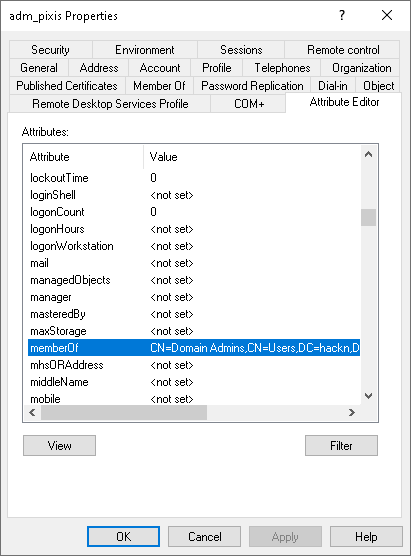 adm_pixis Properties ? ×
Security Environment Sessions Remote control
General Address Account Profile Telephones Organization
Published Certificates Member Of Password Replication Dial-in Object
Remote Desktop Services Profile COM+ Attribute Editor
Attributes:
Attribute Value
lockoutTime 0
loginShell <not set>
logonCount 0
logonHours <not set>
logonWorkstation <not set>
mail <not set>
managedObjects <not set>
manager <not set>
masteredBy <not set>
maxStorage <not set>
memberOf CN=Domain Admins,CN=Users,DC=hackn,D
mhsORAddress <not set>
middleName <not set>
mobile <not set>
View Filter
OK Cancel Apply Help